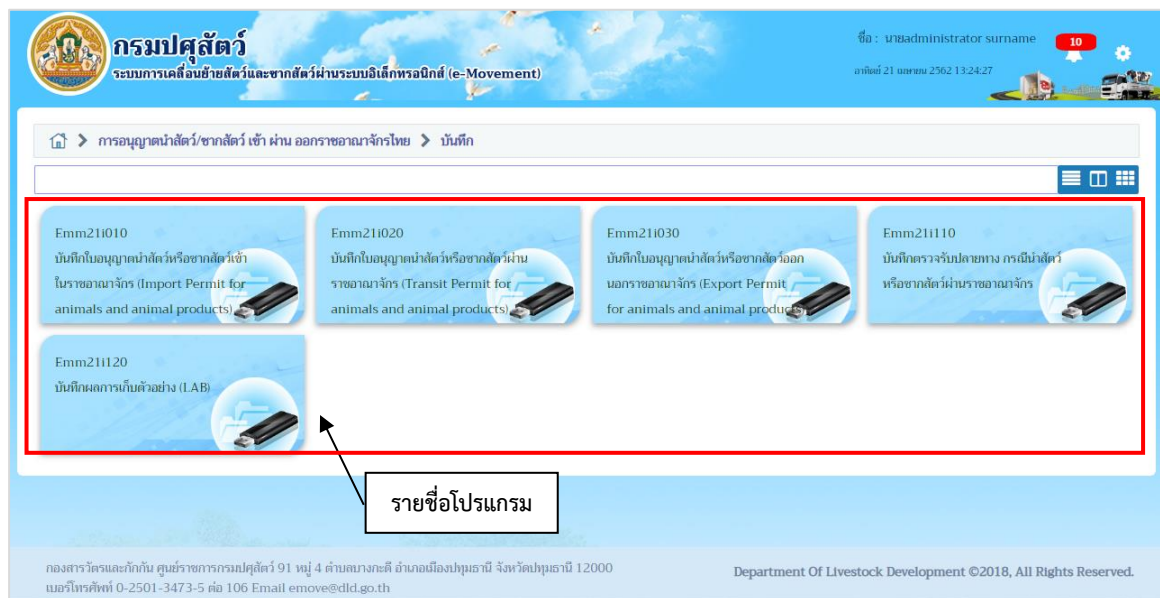 กรมปศุสัตว์
ระบบการเคลื่อนย้ายสัตว์และซากสัตว์ผ่านระบบอิเล็กทรอนิกส์ (e-Movement)
ชื่อ : นายadministrator surname
10
อาทิตย์ 21 เมษายน 2562 13:24:27
การอนุญาตนำสัตว์/ซากสัตว์ เข้า ผ่าน ออกราชอาณาจักรไทย > บันทึก
Emm21i010
บันทึกใบอนุญาตนำสัตว์หรือซากสัตว์เข้า
ในราชอาณาจักร (Import Permit for
animals and animal products)
Emm21i020
บันทึกใบอนุญาตนำสัตว์หรือซากสัตว์ผ่าน
ราชอาณาจักร (Transit Permit for
animals and animal products)
Emm21i030
บันทึกใบอนุญาตนำสัตว์หรือซากสัตว์ออก
นอกราชอาณาจักร (Export Permit
for animals and animal products)
Emm21i110
บันทึกตรวจรับปลายทาง กรณีนำสัตว์
หรือซากสัตว์ผ่านราชอาณาจักร
Emm21i120
บันทึกผลการเก็บตัวอย่าง (LAB)
รายชื่อโปรแกรม
กองสารวัตรและกักกัน ศูนย์ราชการกรมปศุสัตว์ 91 หมู่ 4 ตำบลบางกะดี อำเภอเมืองปทุมธานี จังหวัดปทุมธานี 12000
เบอร์โทรศัพท์ 0-2501-3473-5 ต่อ 106 Email emove@dld.go.th
Department Of Livestock Development ©2018, All Rights Reserved.